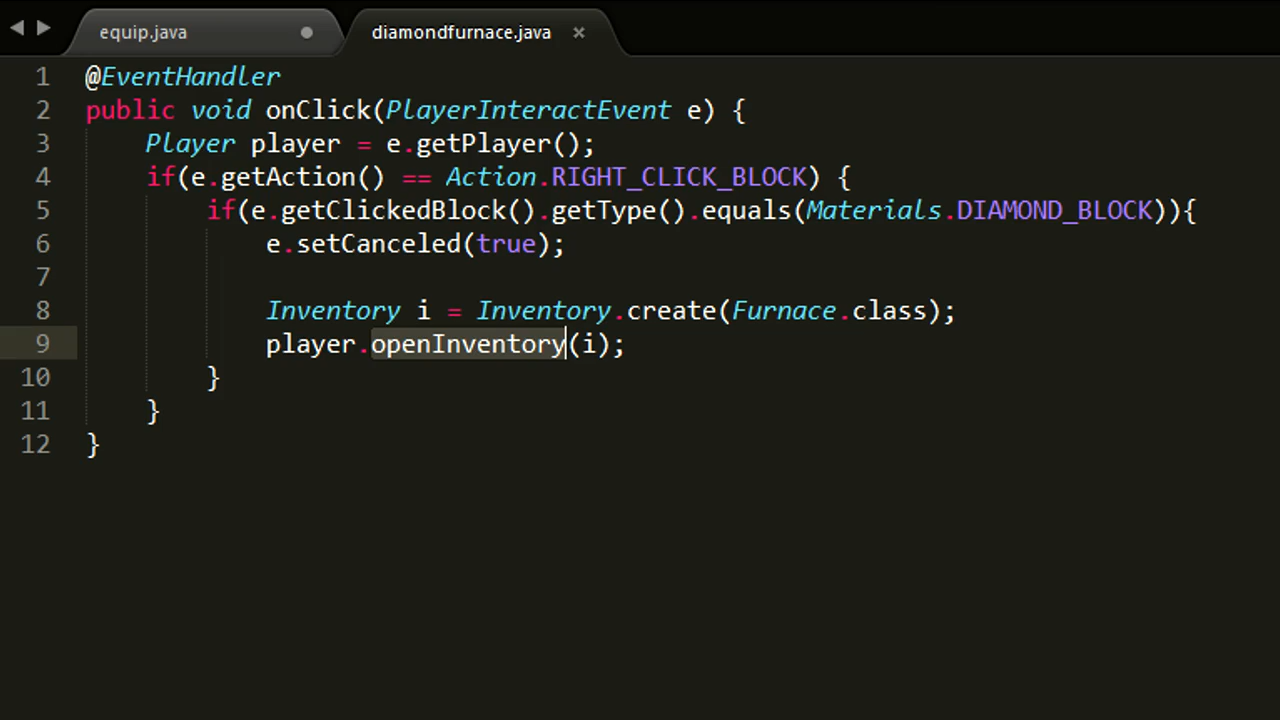 equip.java diamondfurnace.java ×
1 @EventHandler
2 public void onClick(PlayerInteractEvent e) {
3 Player player = e.getPlayer();
4 if(e.getAction() == Action.RIGHT_CLICK_BLOCK) {
5 if(e.getClickedBlock().getType().equals(Materials.DIAMOND_BLOCK)){
6 e.setCanceled(true);
7
8 Inventory i = Inventory.create(Furnace.class);
9 player.openInventory(i);
10 }
11 }
12 }